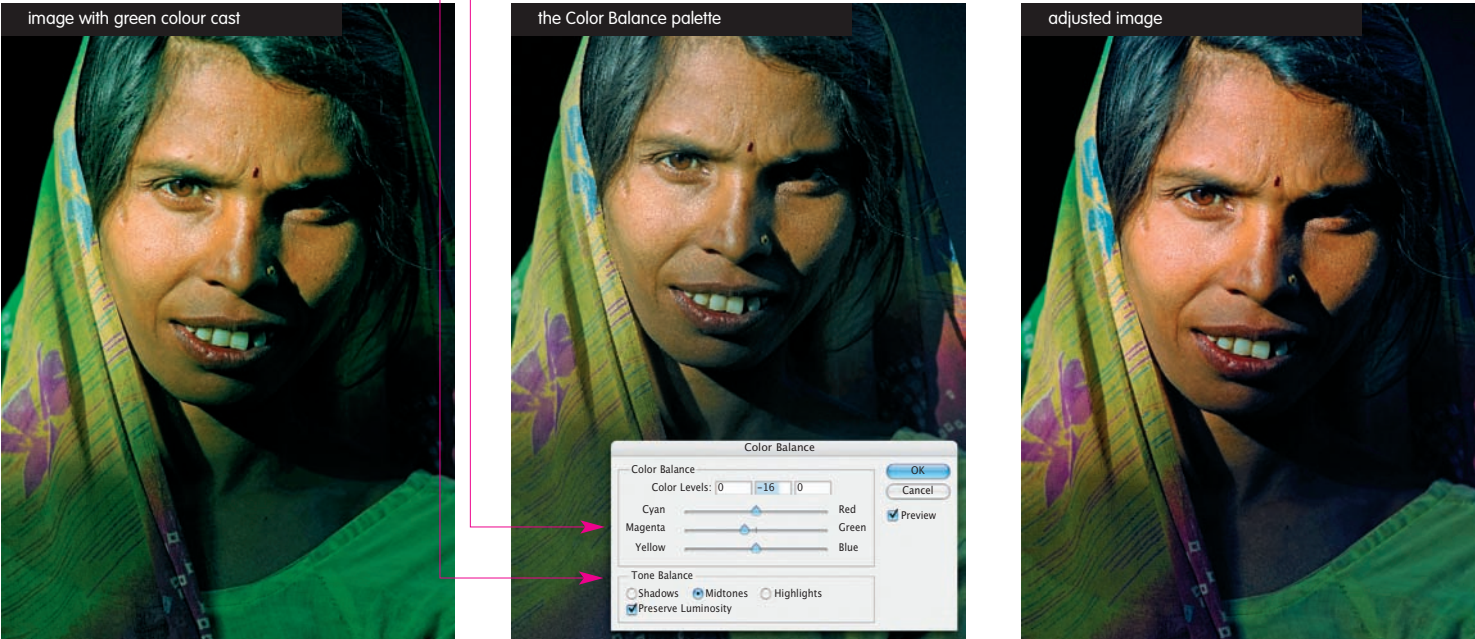 image with green colour cast
the Color Balance palette
adjusted image
Color Balance
Color Balance
Color Levels: 0 -16 0
Cyan Red
Magenta Green
Yellow Blue
Tone Balance
Shadows Midtones Highlights
Preserve Luminosity
OK
Cancel
Preview